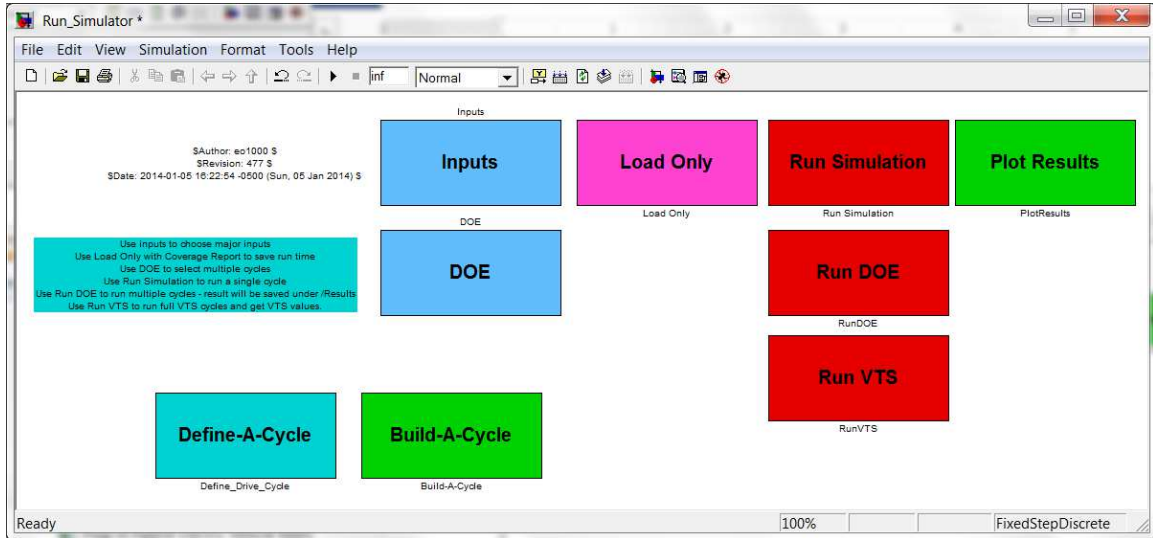 Run_Simulator *
File Edit View Simulation Format Tools Help
inf Normal
Inputs
$Author: eo1000 $
$Revision: 477 $
$Date: 2014-01-05 16:22:54 -0500 (Sun, 05 Jan 2014) $
Inputs
Load Only
Run Simulation
Plot Results
Load Only
Run Simulation
PlotResults
DOE
Use Inputs to choose major inputs
Use Load Only with Coverage Report to save run time
Use DOE to select multiple cycles
Use Run Simulation to run a single cycle
Use Run DOE to run multiple cycles - result will be saved under /Results
Use Run VTS to run full VTS cycles and get VTS values.
DOE
Run DOE
RunDOE
Run VTS
RunVTS
Define-A-Cycle
Build-A-Cycle
Define_Drive_Cycle
Build-A-Cycle
Ready
100%
FixedStepDiscrete